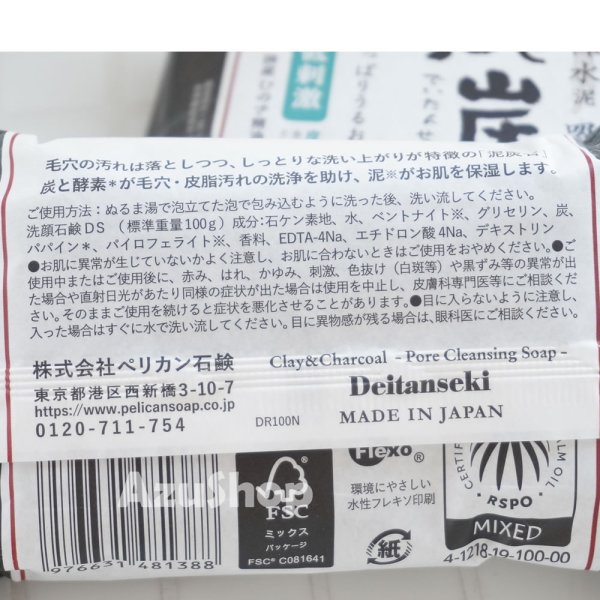 低刺激
水泥
毛穴の汚れは落としつつ、しっとりな洗い上がりが特徴の「泥炭石」
炭と酵素*が毛穴・皮脂汚れの洗浄を助け、泥※がお肌を保湿します。
ご使用方法：ぬるま湯で泡立てた泡で包み込むように洗った後、洗い流してください。
洗顔石鹸DS （標準重量100g）成分：石ケン素地、水、ベントナイト※、グリセリン、炭、
パパイン*、パイロフェライト※、香料、EDTA-4Na、エチドロン酸4Na、デキストリン
●お肌に異常が生じていないかよく注意し、お肌に合わないときはご使用をおやめください。●
使用中またはご使用後に、赤み、はれ、かゆみ、刺激、色抜け（白斑等）や黒ずみ等の異常が出
た場合や直射日光があたり同様の症状が出た場合は使用を中止し、皮膚科専門医等にご相談くだ
さい。そのままご使用を続けると症状を悪化させることがあります。●目に入らないように注意し、
入った場合はすぐに水で洗い流してください。目に異物感が残る場合は、眼科医にご相談ください。
株式会社ペリカン石鹸
東京都港区西新橋3-10-7
https://www.pelicansoap.co.jp
0120-711-754
DR100N
Clay&Charcoal - Pore Cleansing Soap -
Deitanseki
MADE IN JAPAN
976631 481388
AzuShop
FSC
ミックス
パッケージ
FSC® C081641
Flexo®
環境にやさしい
水性フレキソ印刷
紙
RSPO
MIXED
4-1218-19-100-00